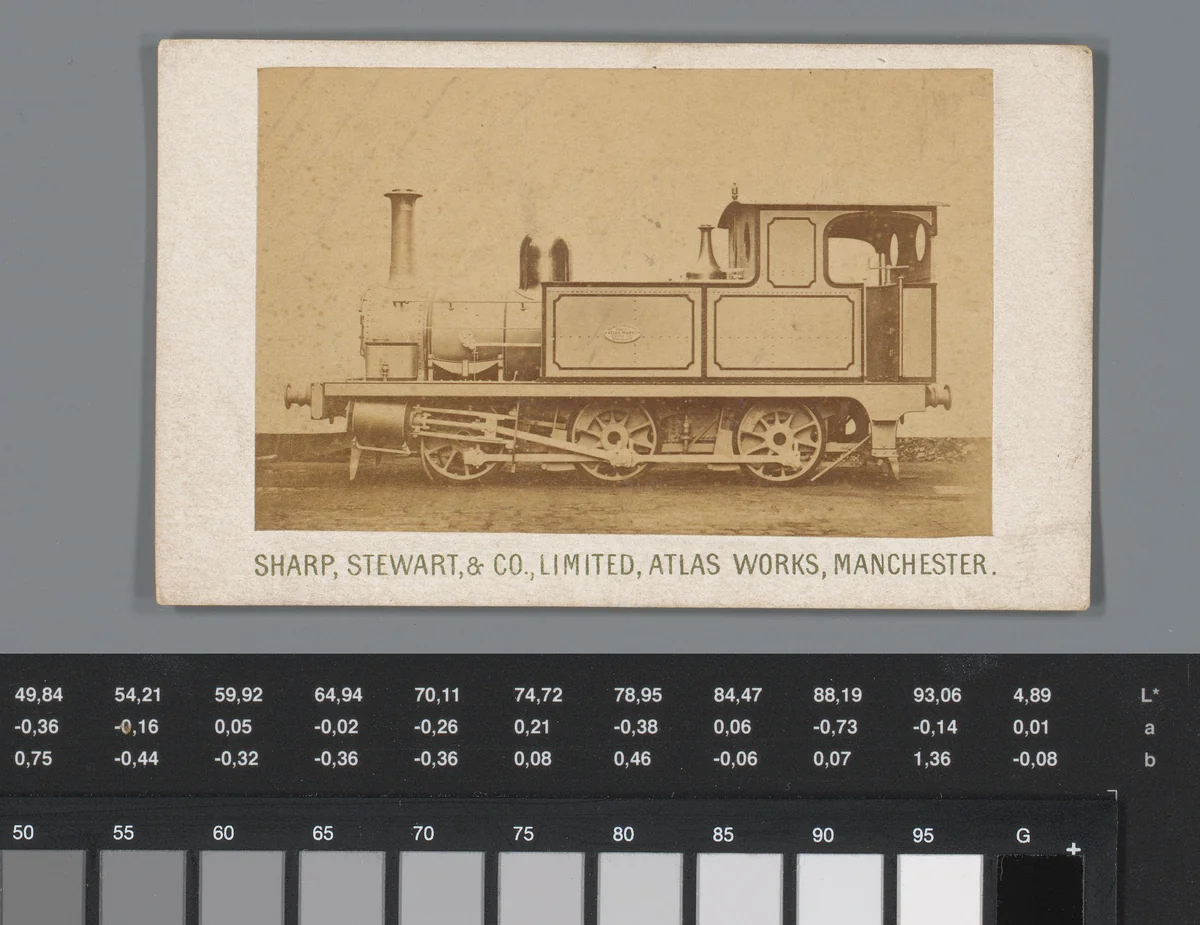 ATLAS WORKS
SHARP, STEWART, & CO., LIMITED, ATLAS WORKS, MANCHESTER.
49,84 54,21 59,92 64,94 70,11 74,72 78,95 84,47 88,19 93,06 4,89 L*
-0,36 -0,16 0,05 -0,02 -0,26 0,21 -0,38 0,06 -0,73 -0,14 0,01 a
0,75 -0,44 -0,32 -0,36 -0,36 0,08 0,46 -0,06 0,07 1,36 -0,08 b
50 55 60 65 70 75 80 85 90 95 G